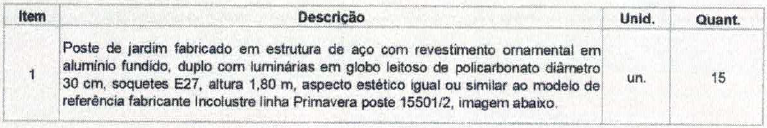 Item Descrição Unid. Quant.
Poste de jardim fabricado em estrutura de aço com revestimento ornamental em
alumínio fundido, duplo com luminárias em globo leitoso de policarbonato diâmetro
1 30 cm, soquetes E27, altura 1,80 m, aspecto estético igual ou similar ao modelo de un. 15
referência fabricante Incolustre linha Primavera poste 15501/2, imagem abaixo.